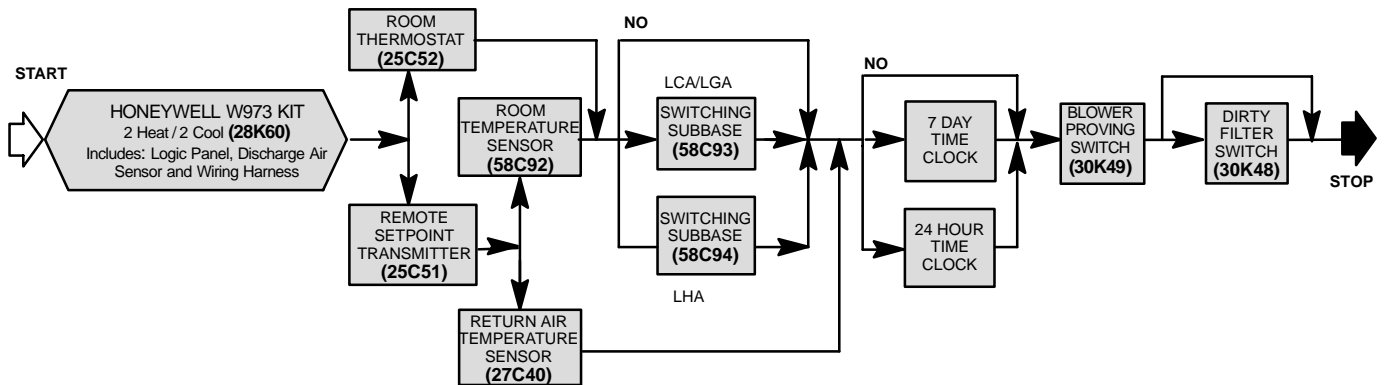 START
HONEYWELL W973 KIT
2 Heat / 2 Cool (28K60)
Includes: Logic Panel, Discharge Air
Sensor and Wiring Harness
ROOM
THERMOSTAT
(25C52)
REMOTE
SETPOINT
TRANSMITTER
(25C51)
ROOM
TEMPERATURE
SENSOR
(58C92)
RETURN AIR
TEMPERATURE
SENSOR
(27C40)
NO
LCA/LGA
SWITCHING
SUBBASE
(58C93)
SWITCHING
SUBBASE
(58C94)
LHA
NO
7 DAY
TIME
CLOCK
24 HOUR
TIME
CLOCK
BLOWER
PROVING
SWITCH
(30K49)
DIRTY
FILTER
SWITCH
(30K48)
STOP